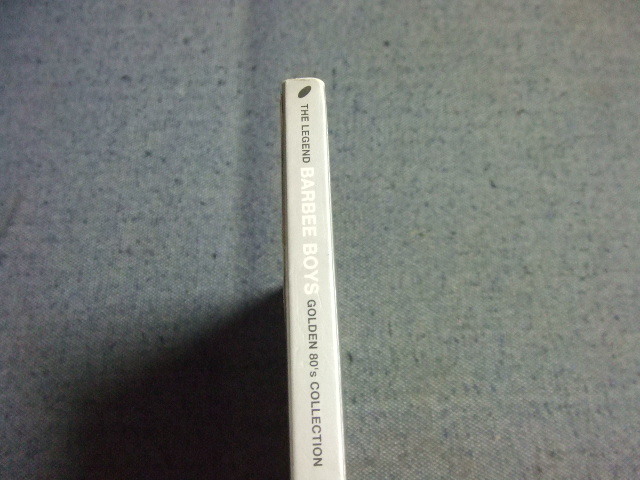 THE LEGEND BARBEE BOYS GOLDEN 80's COLLECTION